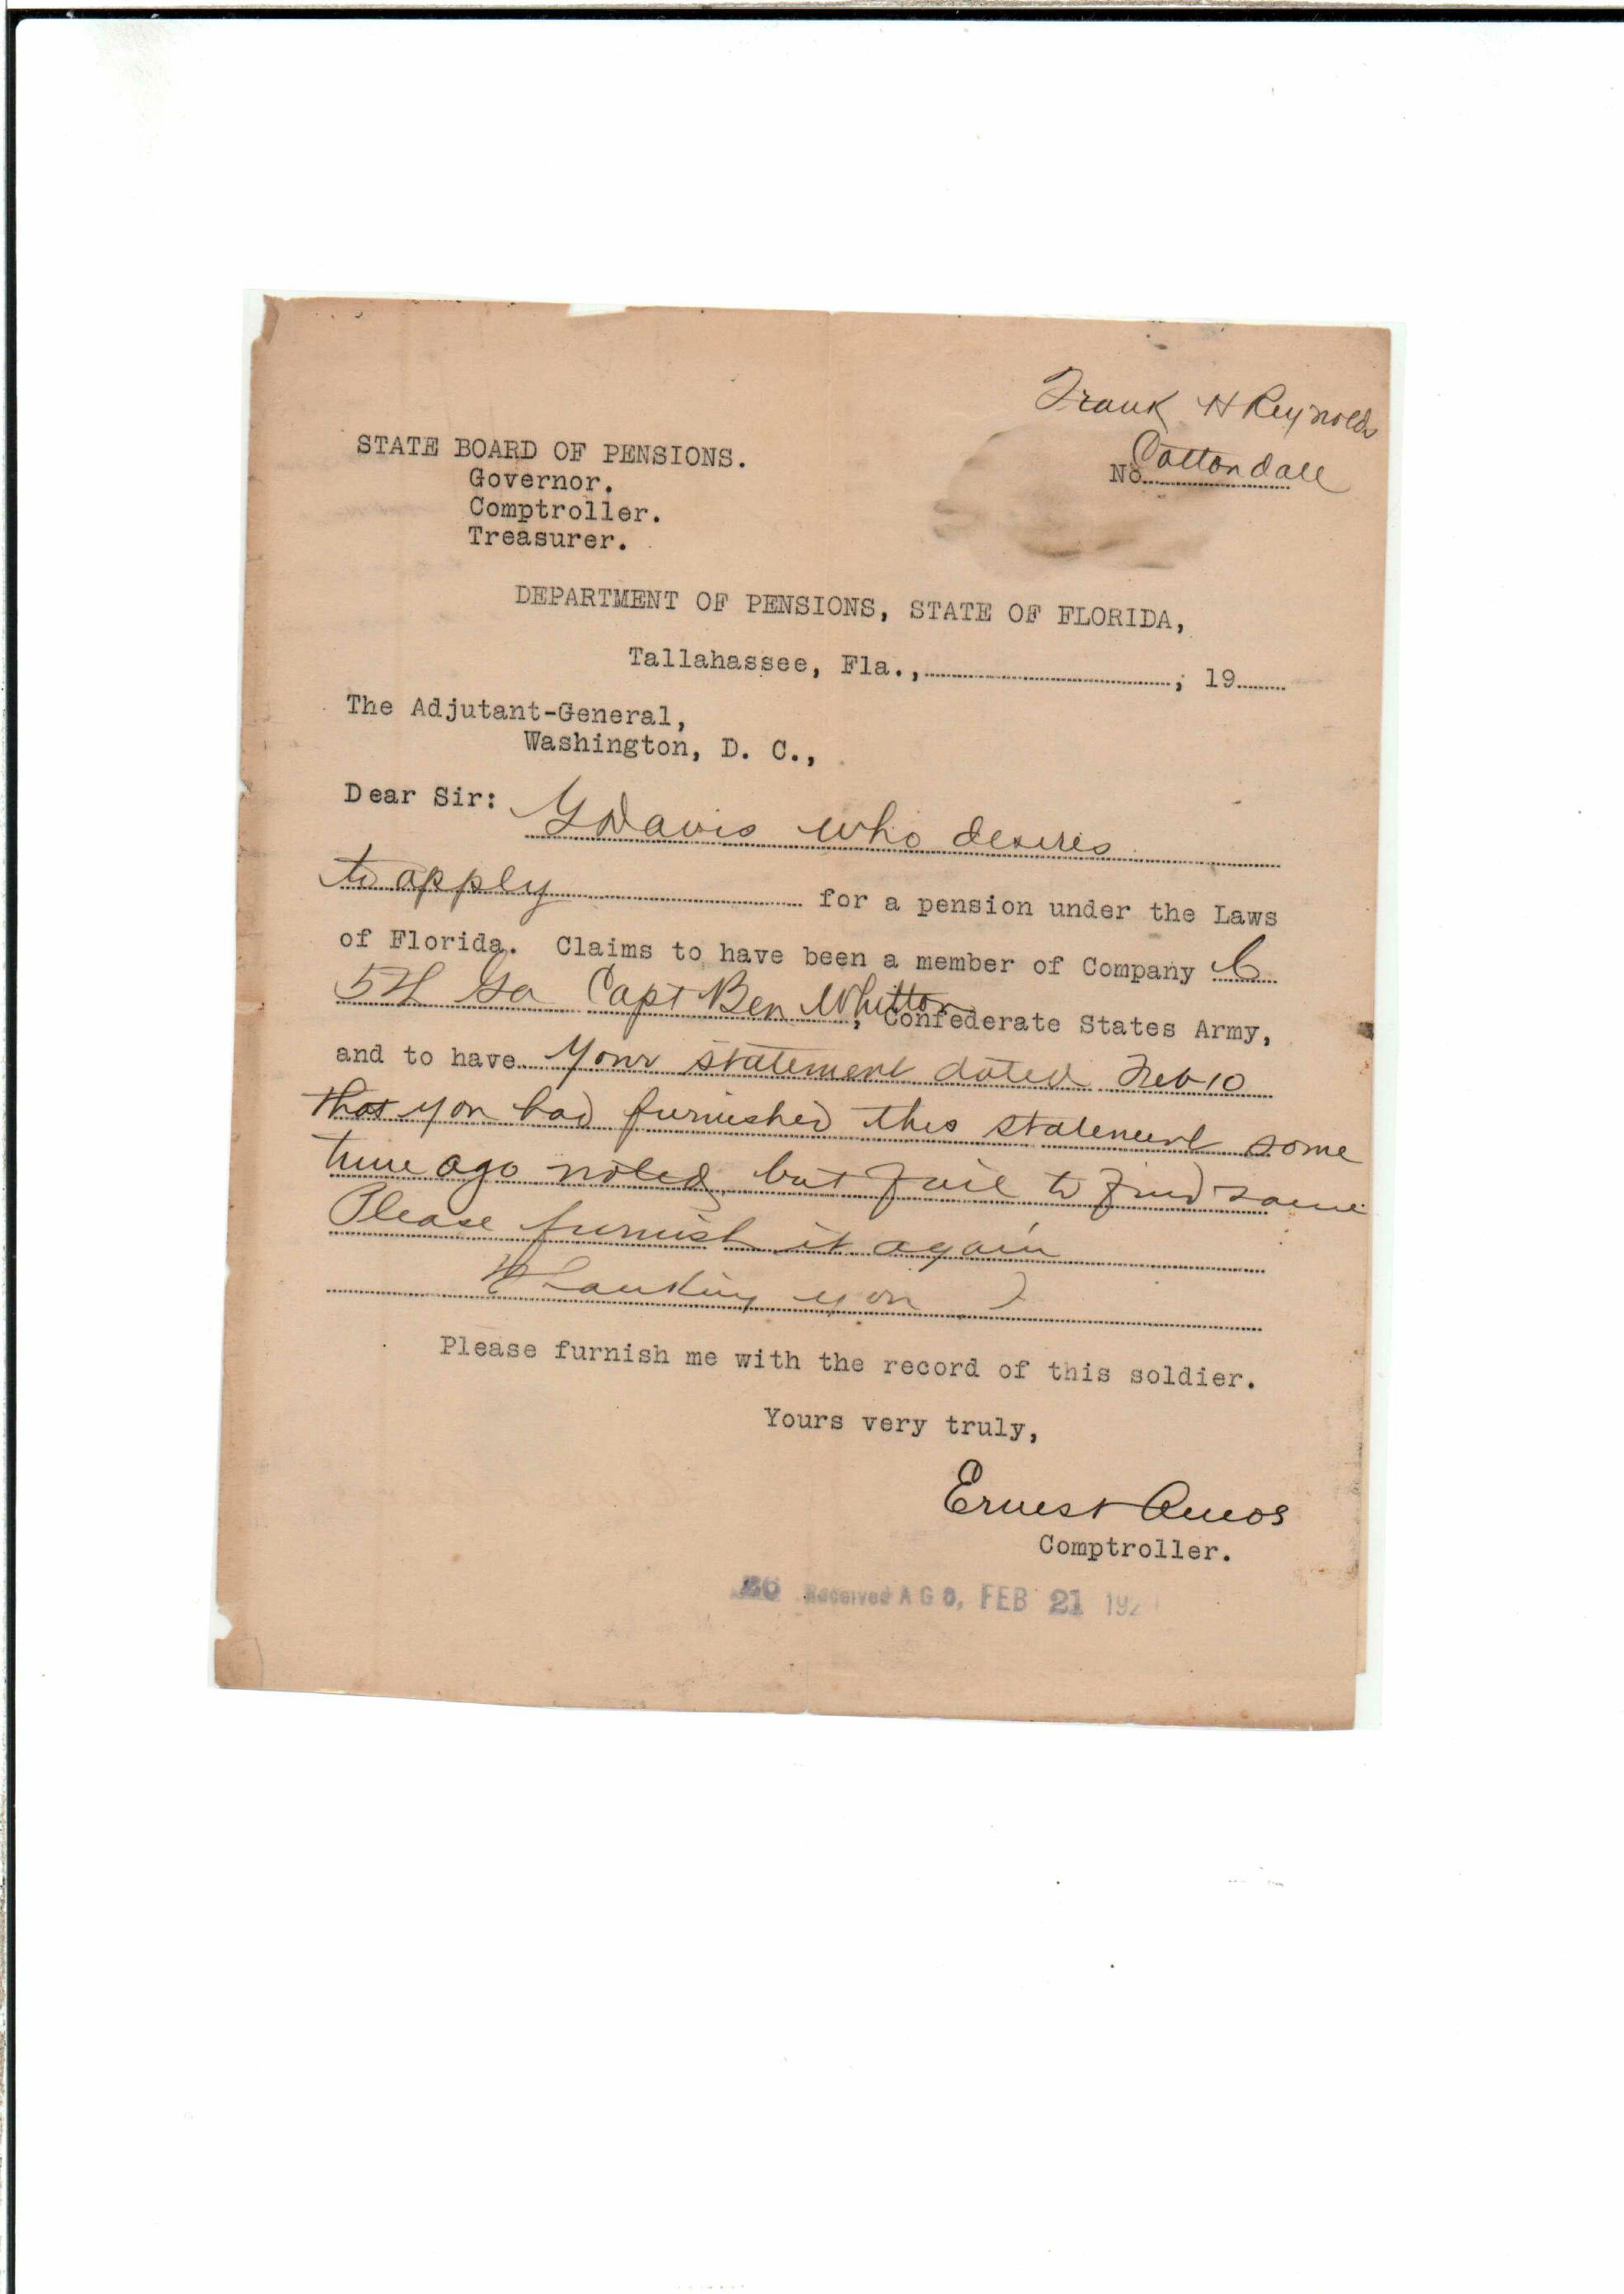 Frank H Reynolds
STATE BOARD OF PENSIONS.
Cottondale
No
Governor.
Comptroller.
Treasurer.
DEPARTMENT OF PENSIONS, STATE OF FLORIDA,
Tallahassee, Fla.,, 19
The Adjutant-General,
Washington, D. C.,
Dear Sir: Davis who desires
to apply for a pension under the Laws
of Florida. Claims to have been a member of Company
Ga Capt Ben Whitton, Confederate States Army,
and to have Your statement dated Feb 10
that you had furnished this statement some
time ago noted but fail to find same
Please furnish it again
Thanking you
Please furnish me with the record of this soldier.
Yours very truly,
Ernest Amos
Comptroller.
Received A G O, FEB 21 192